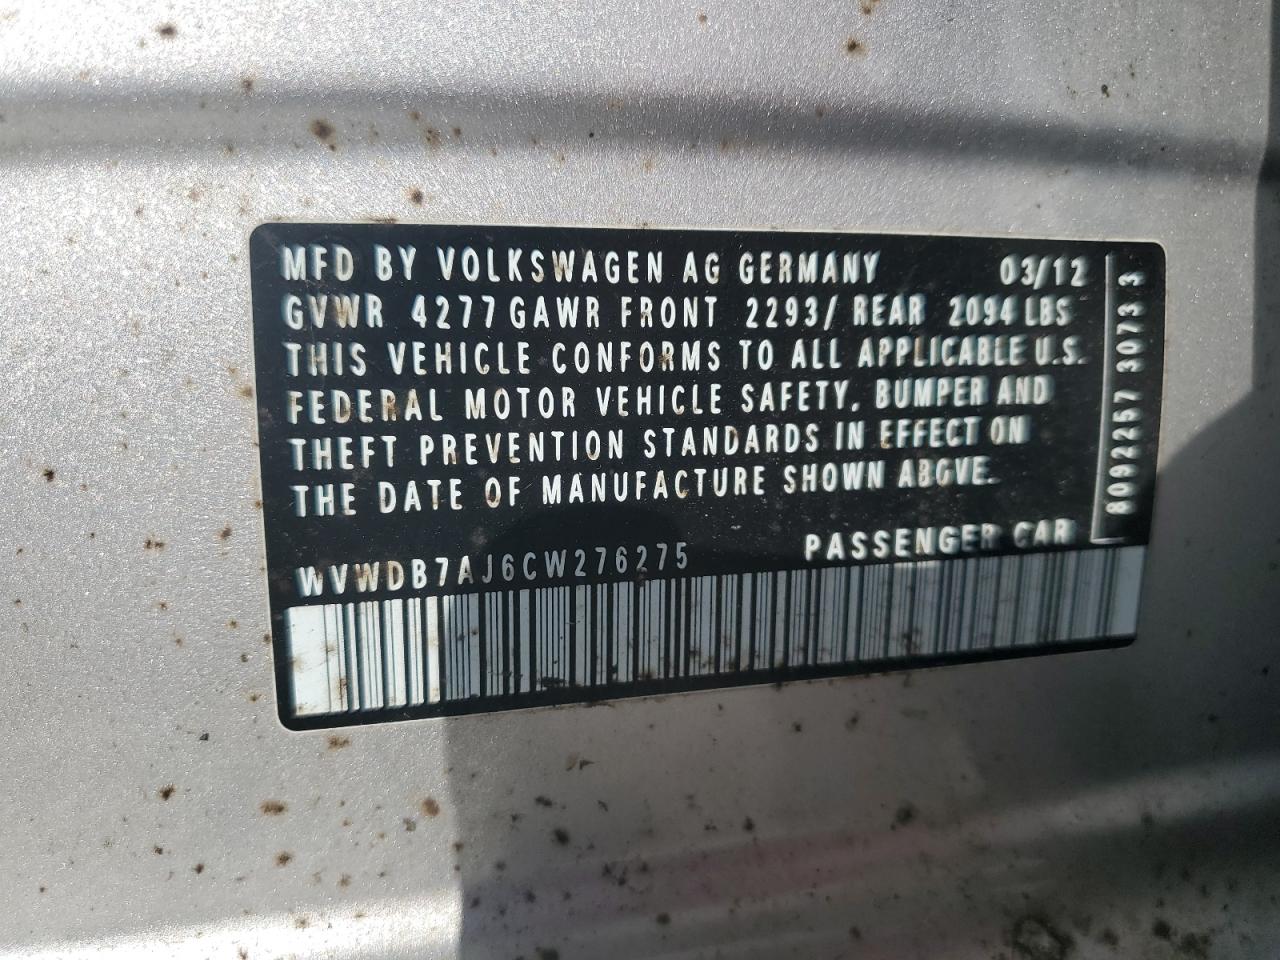 MFD BY VOLKSWAGEN AG GERMANY 03/12
GVWR 4277 GAWR FRONT 2293/ REAR 2094 LBS
THIS VEHICLE CONFORMS TO ALL APPLICABLE U.S.
FEDERAL MOTOR VEHICLE SAFETY, BUMPER AND
THEFT PREVENTION STANDARDS IN EFFECT ON
THE DATE OF MANUFACTURE SHOWN ABOVE.
PASSENGER CAR
WVWDB7AJ6CW276275
8092257 3073 3